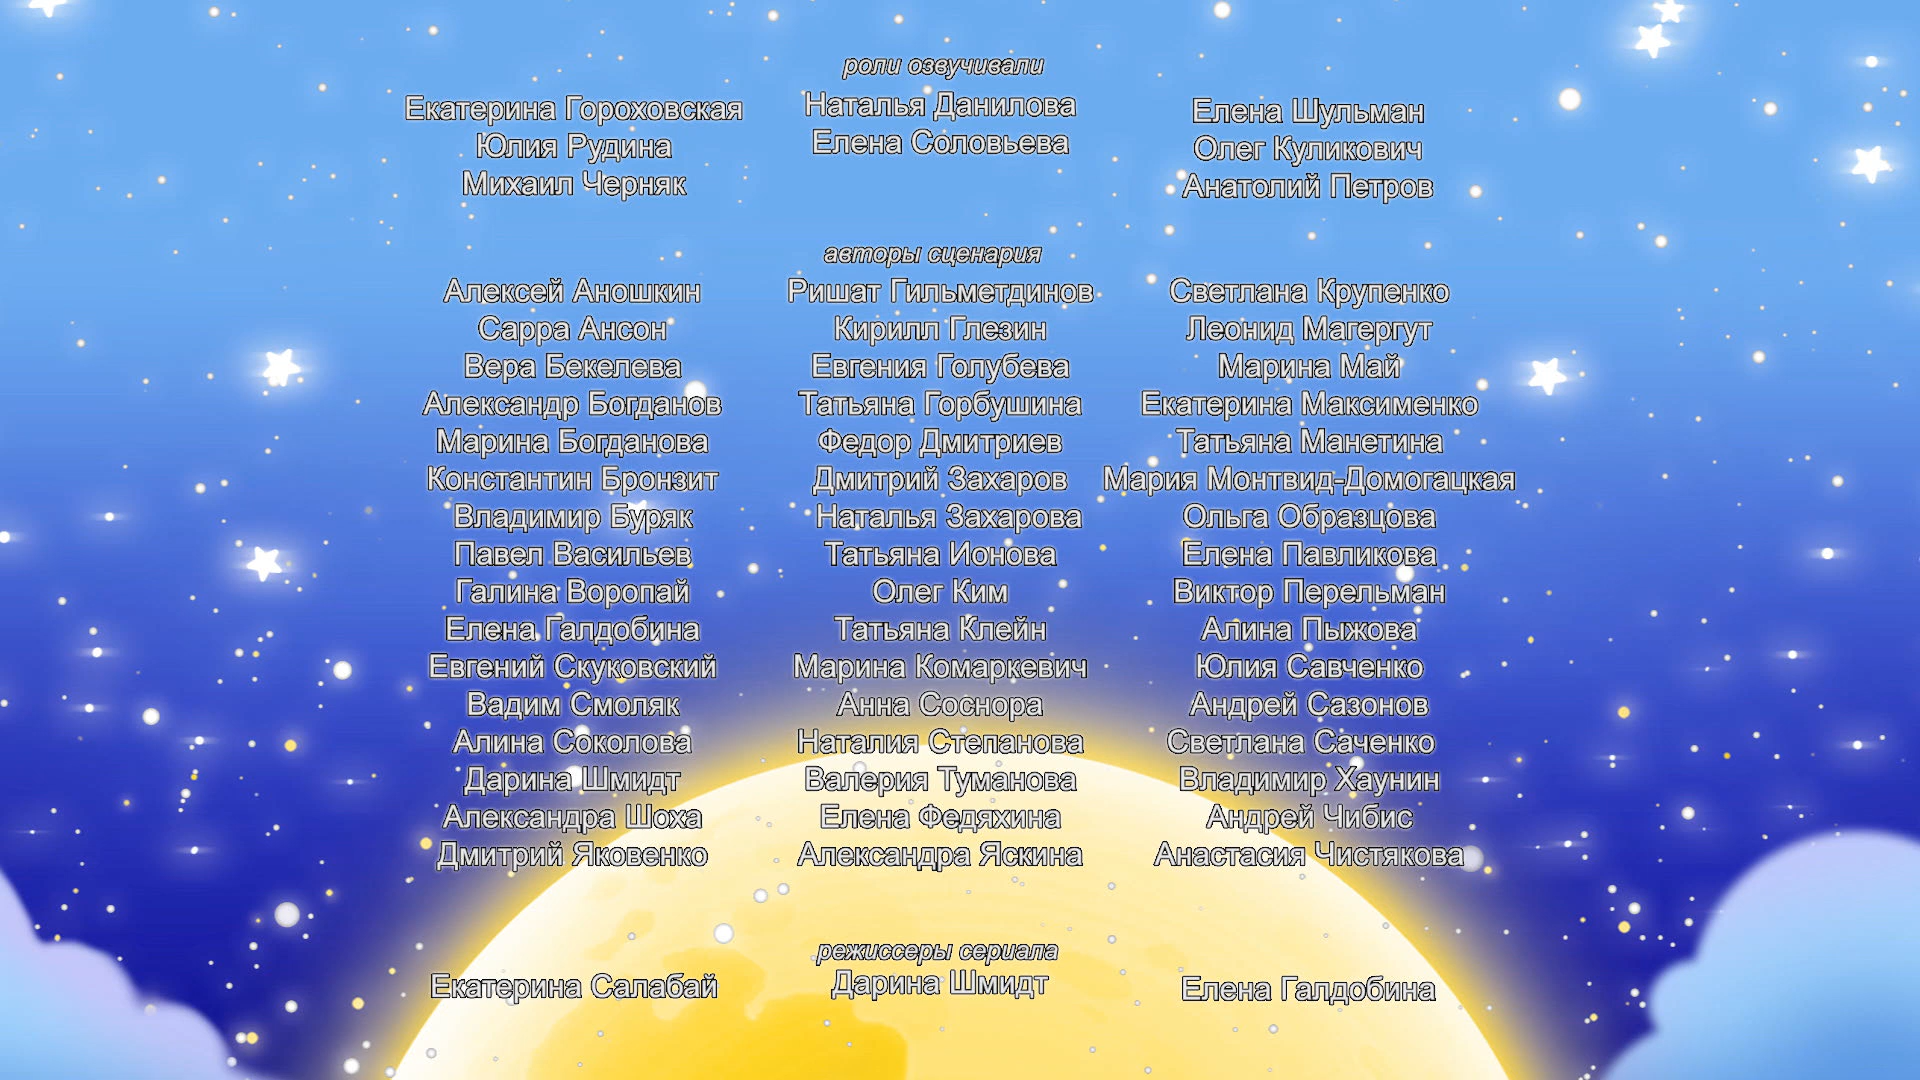 роли озвучивали
Екатерина Гороховская
Юлия Рудина
Михаил Черняк
Наталья Данилова
Елена Соловьева
Елена Шульман
Олег Куликович
Анатолий Петров
авторы сценария
Алексей Аношкин
Сарра Ансон
Вера Бекелева
Александр Богданов
Марина Богданова
Константин Бронзит
Владимир Буряк
Павел Васильев
Галина Воропай
Елена Галдобина
Евгений Скуковский
Вадим Смоляк
Алина Соколова
Дарина Шмидт
Александра Шоха
Дмитрий Яковенко
Ришат Гильметдинов
Кирилл Глезин
Евгения Голубева
Татьяна Горбушина
Федор Дмитриев
Дмитрий Захаров
Наталья Захарова
Татьяна Ионова
Олег Ким
Татьяна Клейн
Марина Комаркевич
Анна Соснора
Наталия Степанова
Валерия Туманова
Елена Федяхина
Александра Яскина
Светлана Крупенко
Леонид Магергут
Марина Май
Екатерина Максименко
Татьяна Манетина
Мария Монтвид-Домогацкая
Ольга Образцова
Елена Павликова
Виктор Перельман
Алина Пыжова
Юлия Савченко
Андрей Сазонов
Светлана Саченко
Владимир Хаунин
Андрей Чибис
Анастасия Чистякова
режиссеры сериала
Екатерина Салабай
Дарина Шмидт
Елена Галдобина